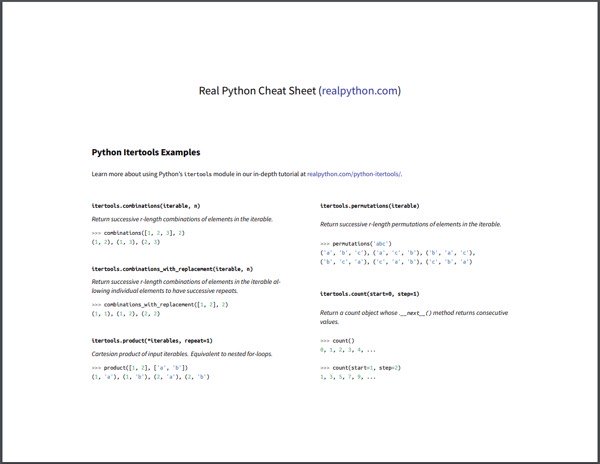 Real Python Cheat Sheet (realpython.com)
Python Itertools Examples
Learn more about using Python's itertools module in our in-depth tutorial at realpython.com/python-itertools/.
itertools.combinations(iterable, n)
Return successive r-length combinations of elements in the iterable.
>>> combinations([1, 2, 3], 2)
(1, 2), (1, 3), (2, 3)
itertools.combinations_with_replacement(iterable, n)
Return successive r-length combinations of elements in the iterable al-
lowing individual elements to have successive repeats.
>>> combinations_with_replacement([1, 2], 2)
(1, 1), (1, 2), (2, 2)
itertools.product(*iterables, repeat=1)
Cartesian product of input iterables. Equivalent to nested for-loops.
>>> product([1, 2], ['a', 'b'])
(1, 'a'), (1, 'b'), (2, 'a'), (2, 'b')
itertools.permutations(iterable)
Return successive r-length permutations of elements in the iterable.
>>> permutations('abc')
('a', 'b', 'c'), ('a', 'c', 'b'), ('b', 'a', 'c'),
('b', 'c', 'a'), ('c', 'a', 'b'), ('c', 'b', 'a')
itertools.count(start=0, step=1)
Return a count object whose .__next__() method returns consecutive
values.
>>> count()
0, 1, 2, 3, 4, ...
>>> count(start=1, step=2)
1, 3, 5, 7, 9, ...